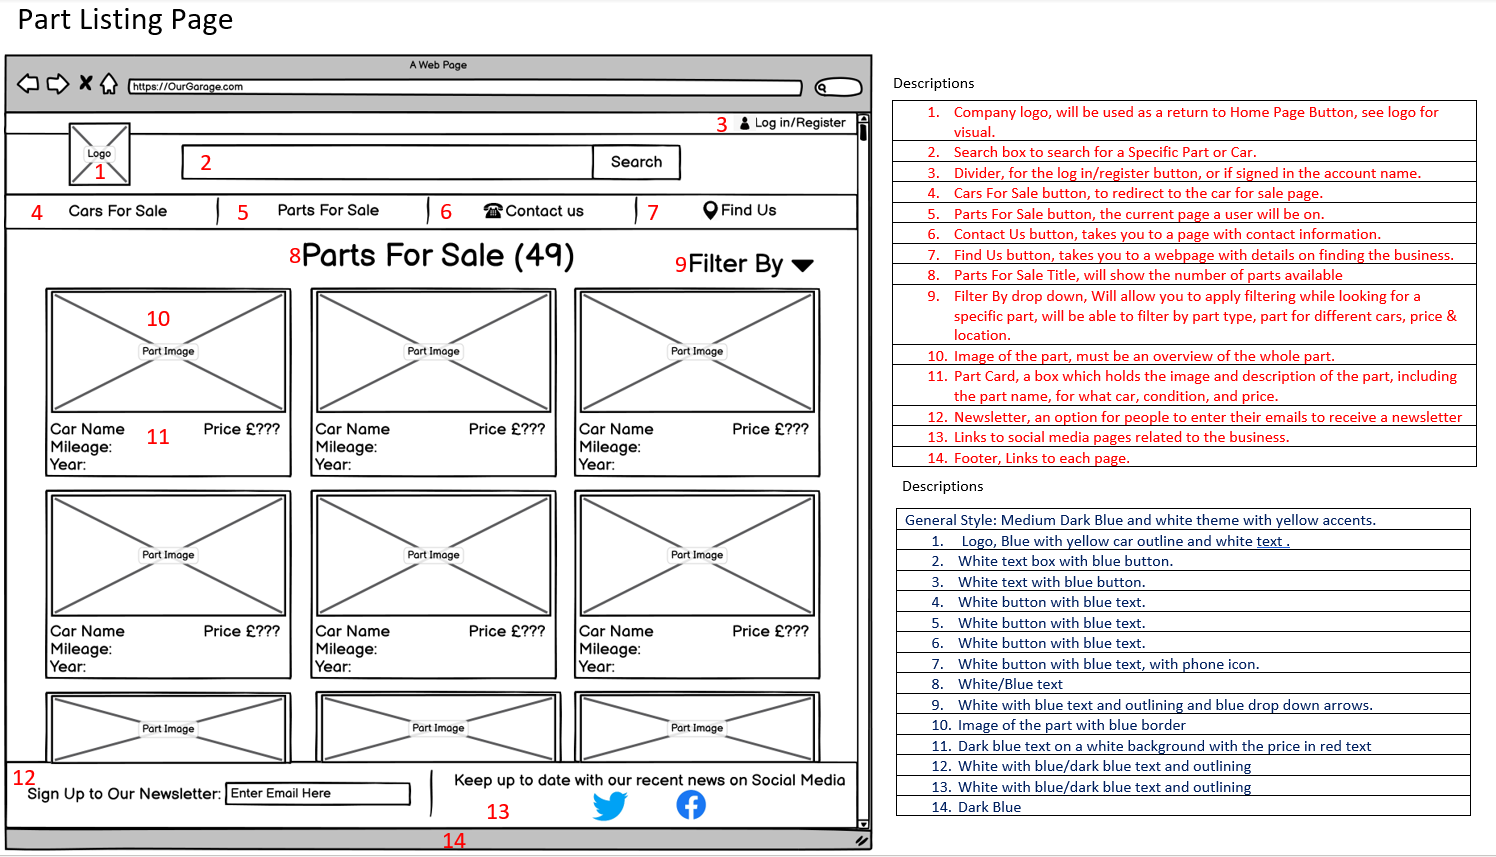 Part Listing Page
A Web Page
https://OurGarage.com
3 Log in/Register
Logo
1
2 Search
4 Cars For Sale 5 Parts For Sale 6 Contact us 7 Find Us
8 Parts For Sale (49)
9 Filter By
10
Part Image Part Image Part Image
Car Name Price £??? Car Name Price £??? Car Name Price £???
11
Mileage: Mileage: Mileage:
Year: Year: Year:
Part Image Part Image Part Image
Car Name Price £??? Car Name Price £??? Car Name Price £???
Mileage: Mileage: Mileage:
Year: Year: Year:
Part Image Part Image Part Image
12
Sign Up to Our Newsletter: Enter Email Here
Keep up to date with our recent news on Social Media
13
14
Descriptions
1. Company logo, will be used as a return to Home Page Button, see logo for
visual.
2. Search box to search for a Specific Part or Car.
3. Divider, for the log in/register button, or if signed in the account name.
4. Cars For Sale button, to redirect to the car for sale page.
5. Parts For Sale button, the current page a user will be on.
6. Contact Us button, takes you to a page with contact information.
7. Find Us button, takes you to a webpage with details on finding the business.
8. Parts For Sale Title, will show the number of parts available
9. Filter By drop down, Will allow you to apply filtering while looking for a
specific part, will be able to filter by part type, part for different cars, price &
location.
10. Image of the part, must be an overview of the whole part.
11. Part Card, a box which holds the image and description of the part, including
the part name, for what car, condition, and price.
12. Newsletter, an option for people to enter their emails to receive a newsletter
13. Links to social media pages related to the business.
14. Footer, Links to each page.
Descriptions
General Style: Medium Dark Blue and white theme with yellow accents.
1. Logo, Blue with yellow car outline and white text .
2. White text box with blue button.
3. White text with blue button.
4. White button with blue text.
5. White button with blue text.
6. White button with blue text.
7. White button with blue text, with phone icon.
8. White/Blue text
9. White with blue text and outlining and blue drop down arrows.
10. Image of the part with blue border
11. Dark blue text on a white background with the price in red text
12. White with blue/dark blue text and outlining
13. White with blue/dark blue text and outlining
14. Dark Blue